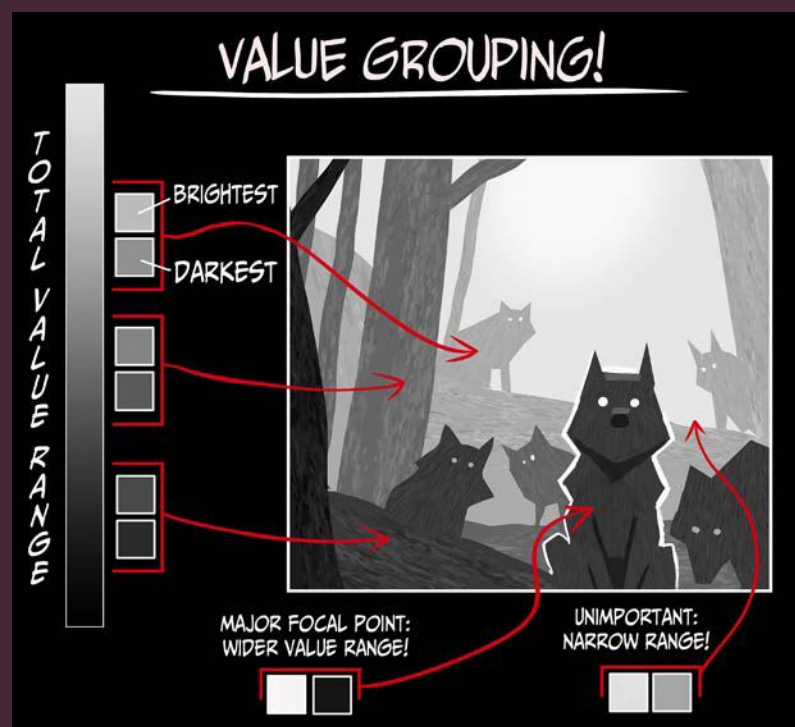 VALUE GROUPING!
TOTAL VALUE RANGE
BRIGHTEST
DARKEST
MAJOR FOCAL POINT:
WIDER VALUE RANGE!
UNIMPORTANT:
NARROW RANGE!